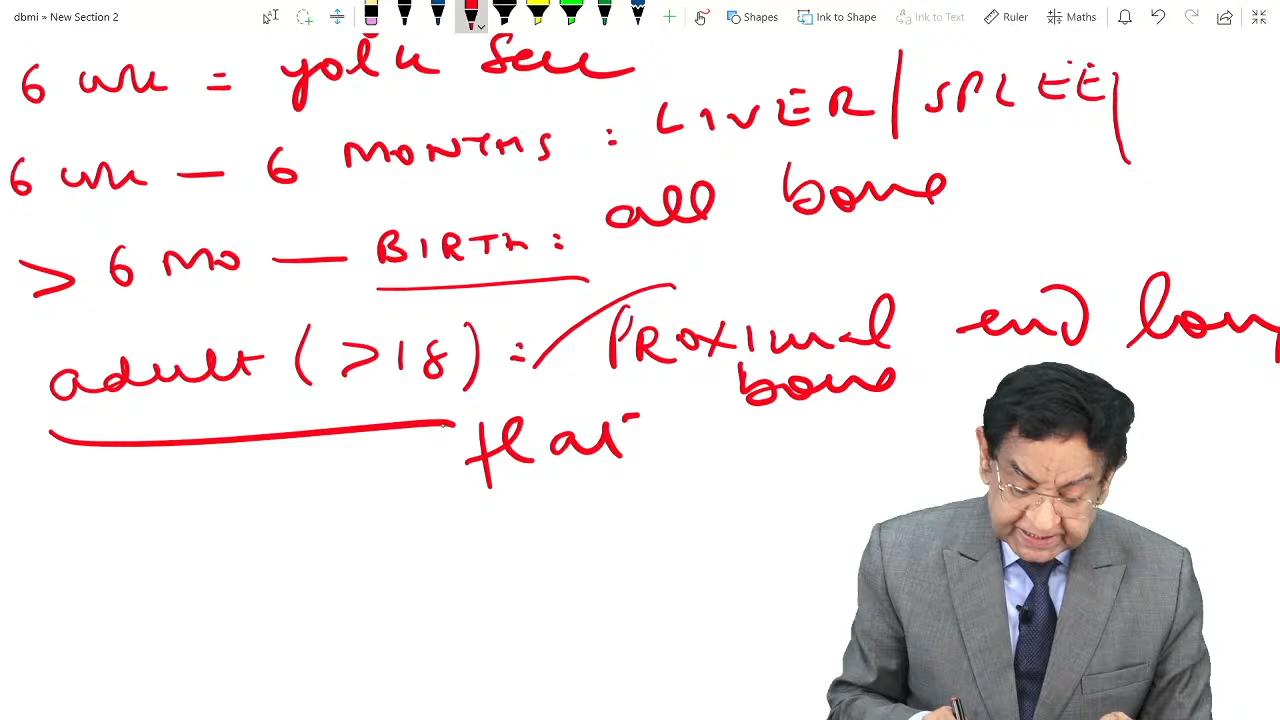 dbmi » New Section 2
Shapes Ink to Shape Ink to Text Ruler Maths
6 wk = yolk Sac
6 wk — 6 MONTHS : LIVER/SPLEE
> 6 Mo — BIRTH : all bone
adult (>18) = PROXIMAL end long
bone
flat